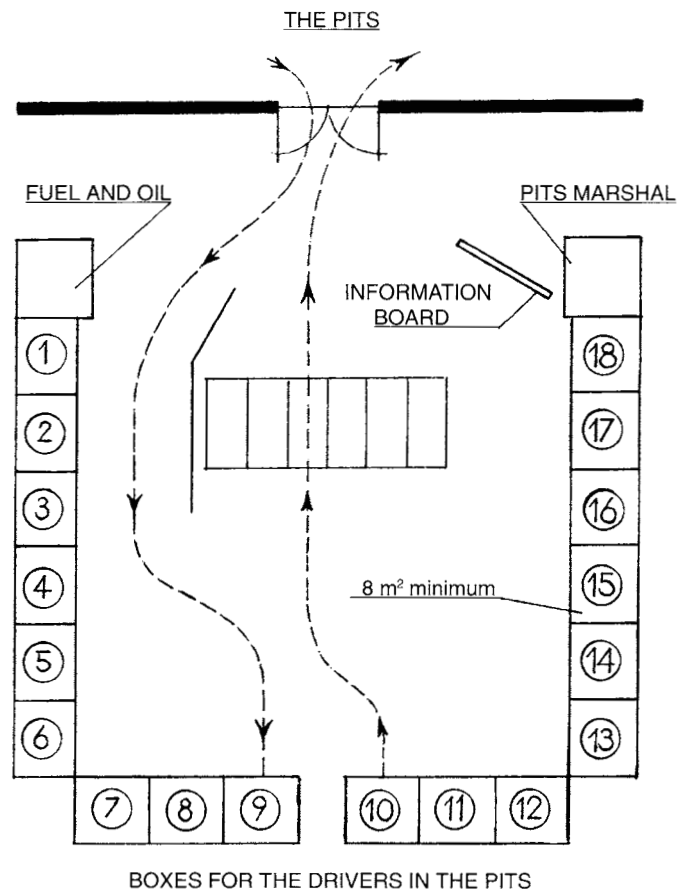 THE PITS
FUEL AND OIL
PITS MARSHAL
INFORMATION
BOARD
1
18
2
17
3
16
4
8 m² minimum
15
5
14
6
13
7
8
9
10
11
12
BOXES FOR THE DRIVERS IN THE PITS